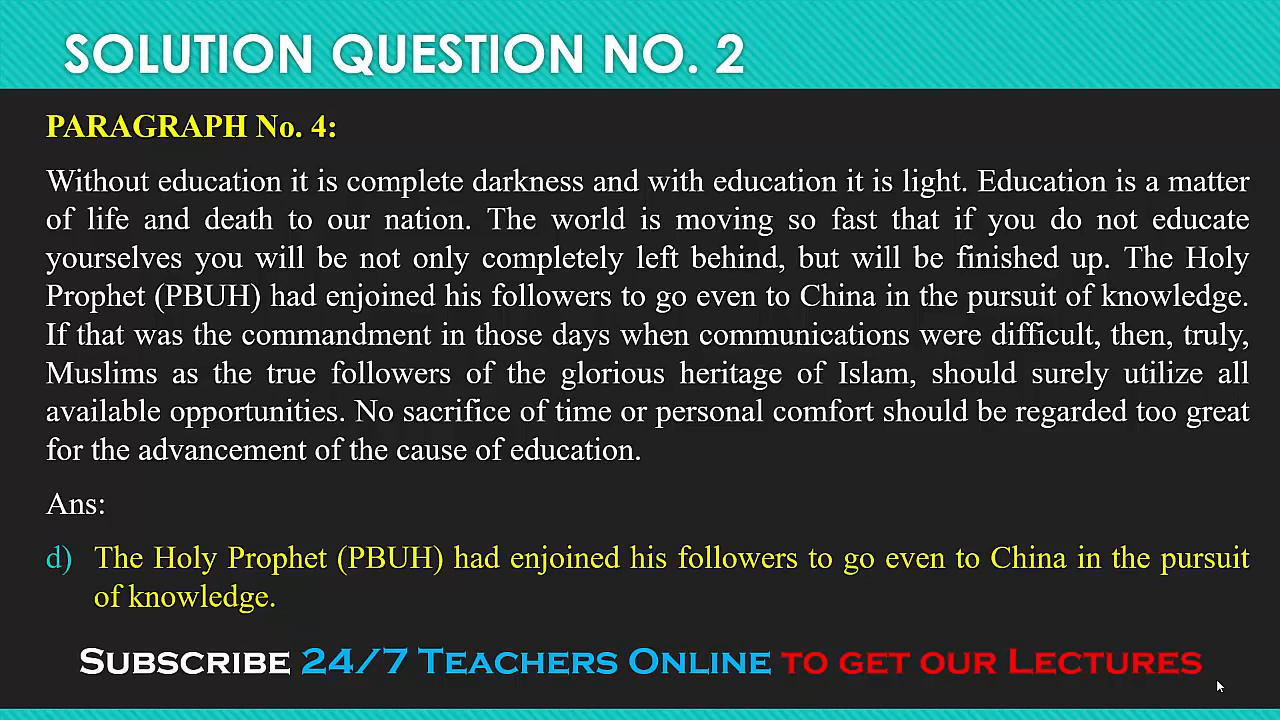 SOLUTION QUESTION NO. 2
PARAGRAPH No. 4:
Without education it is complete darkness and with education it is light. Education is a matter
of life and death to our nation. The world is moving so fast that if you do not educate
yourselves you will be not only completely left behind, but will be finished up. The Holy
Prophet (PBUH) had enjoined his followers to go even to China in the pursuit of knowledge.
If that was the commandment in those days when communications were difficult, then, truly,
Muslims as the true followers of the glorious heritage of Islam, should surely utilize all
available opportunities. No sacrifice of time or personal comfort should be regarded too great
for the advancement of the cause of education.
Ans:
d) The Holy Prophet (PBUH) had enjoined his followers to go even to China in the pursuit
of knowledge.
SUBSCRIBE 24/7 TEACHERS ONLINE TO GET OUR LECTURES